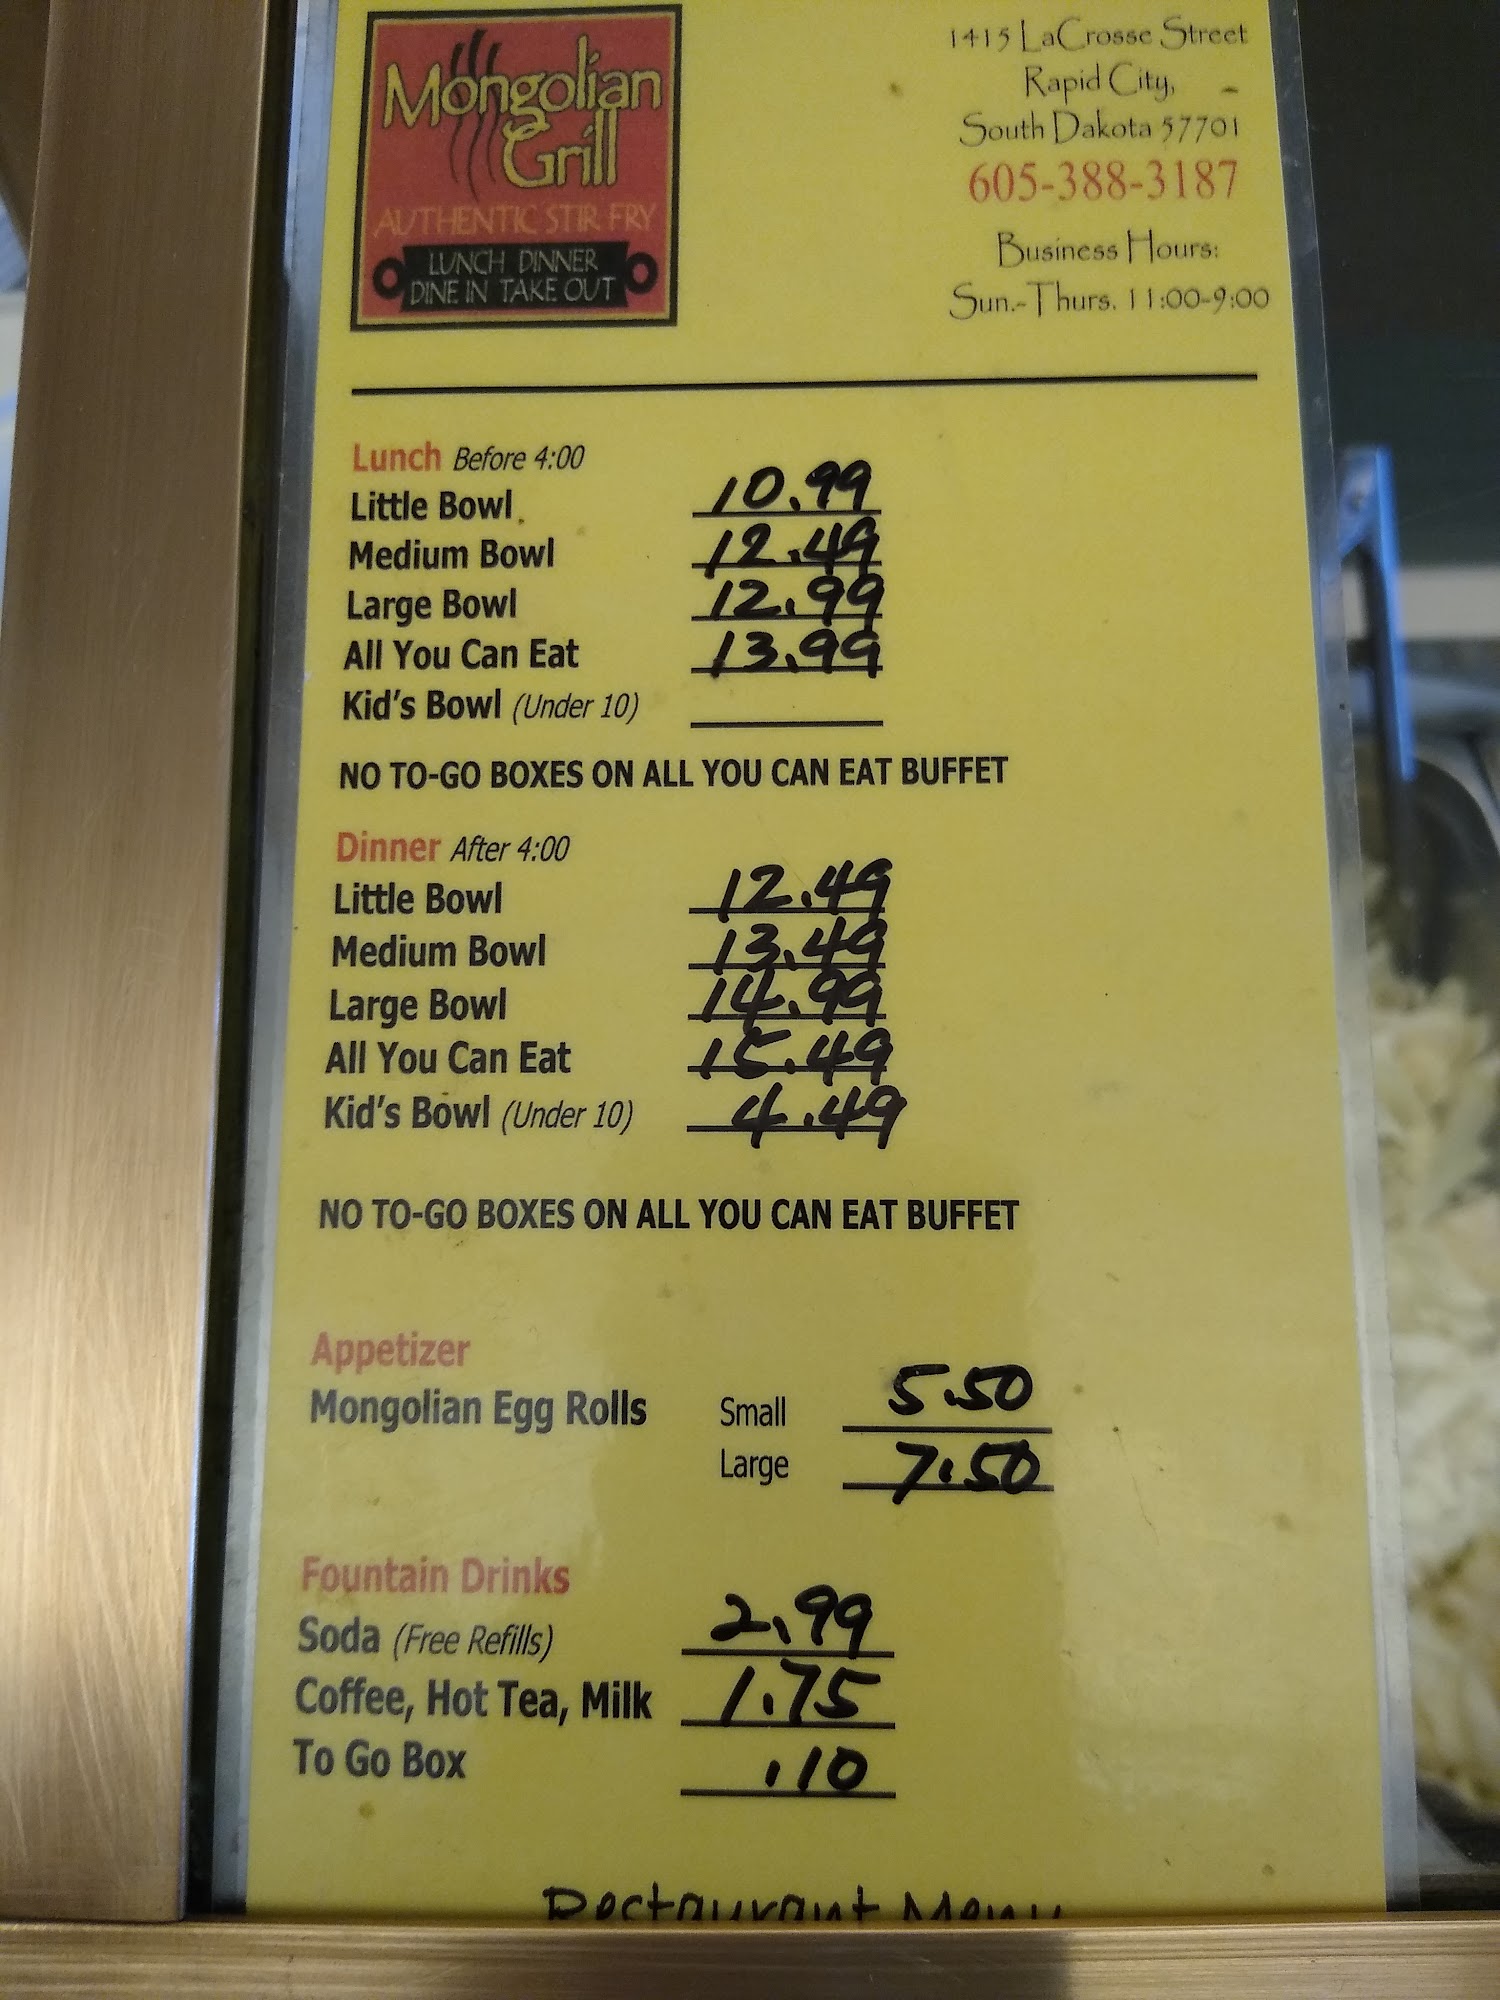 Mongolian
Grill
AUTHENTIC STIR FRY
LUNCH DINNER
DINE IN TAKE OUT
1415 LaCrosse Street
Rapid City,
South Dakota 57701
605-388-3187
Business Hours:
Sun.-Thurs. 11:00-9:00
Lunch Before 4:00
Little Bowl 10.99
Medium Bowl 12.49
Large Bowl 12.99
All You Can Eat 13.99
Kid's Bowl (Under 10)
NO TO-GO BOXES ON ALL YOU CAN EAT BUFFET
Dinner After 4:00
Little Bowl 12.49
Medium Bowl 13.49
Large Bowl 14.99
All You Can Eat 15.49
Kid's Bowl (Under 10) 4.49
NO TO-GO BOXES ON ALL YOU CAN EAT BUFFET
Appetizer
Mongolian Egg Rolls Small 5.50
Large 7.50
Fountain Drinks
Soda (Free Refills) 2.99
Coffee, Hot Tea, Milk 1.75
To Go Box .10
Restaurant Menu